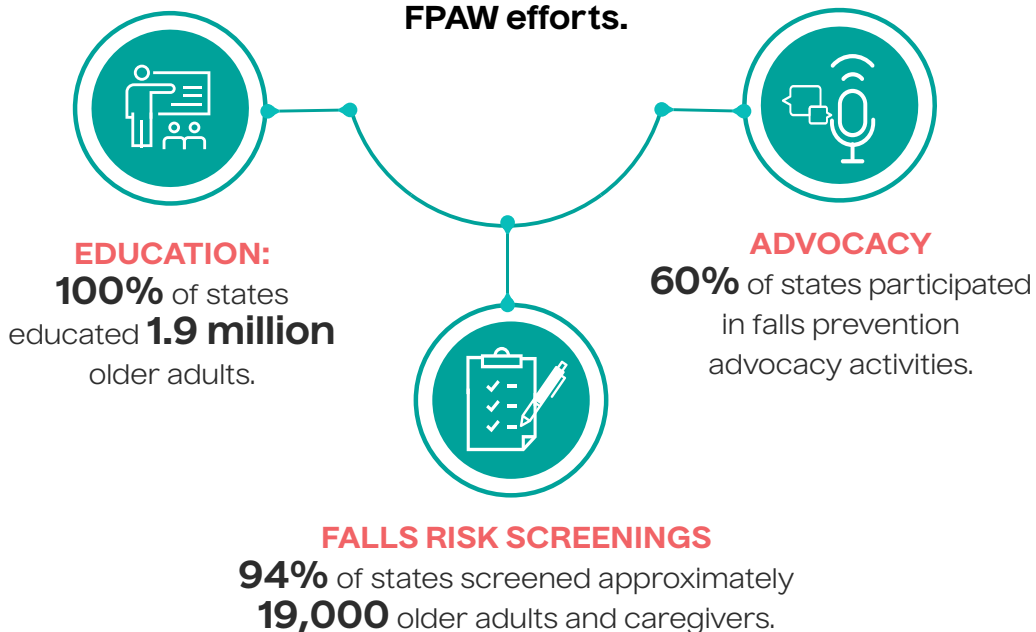 FPAW efforts.
EDUCATION:
100% of states
educated 1.9 million
older adults.
ADVOCACY
60% of states participated
in falls prevention
advocacy activities.
FALLS RISK SCREENINGS
94% of states screened approximately
19,000 older adults and caregivers.